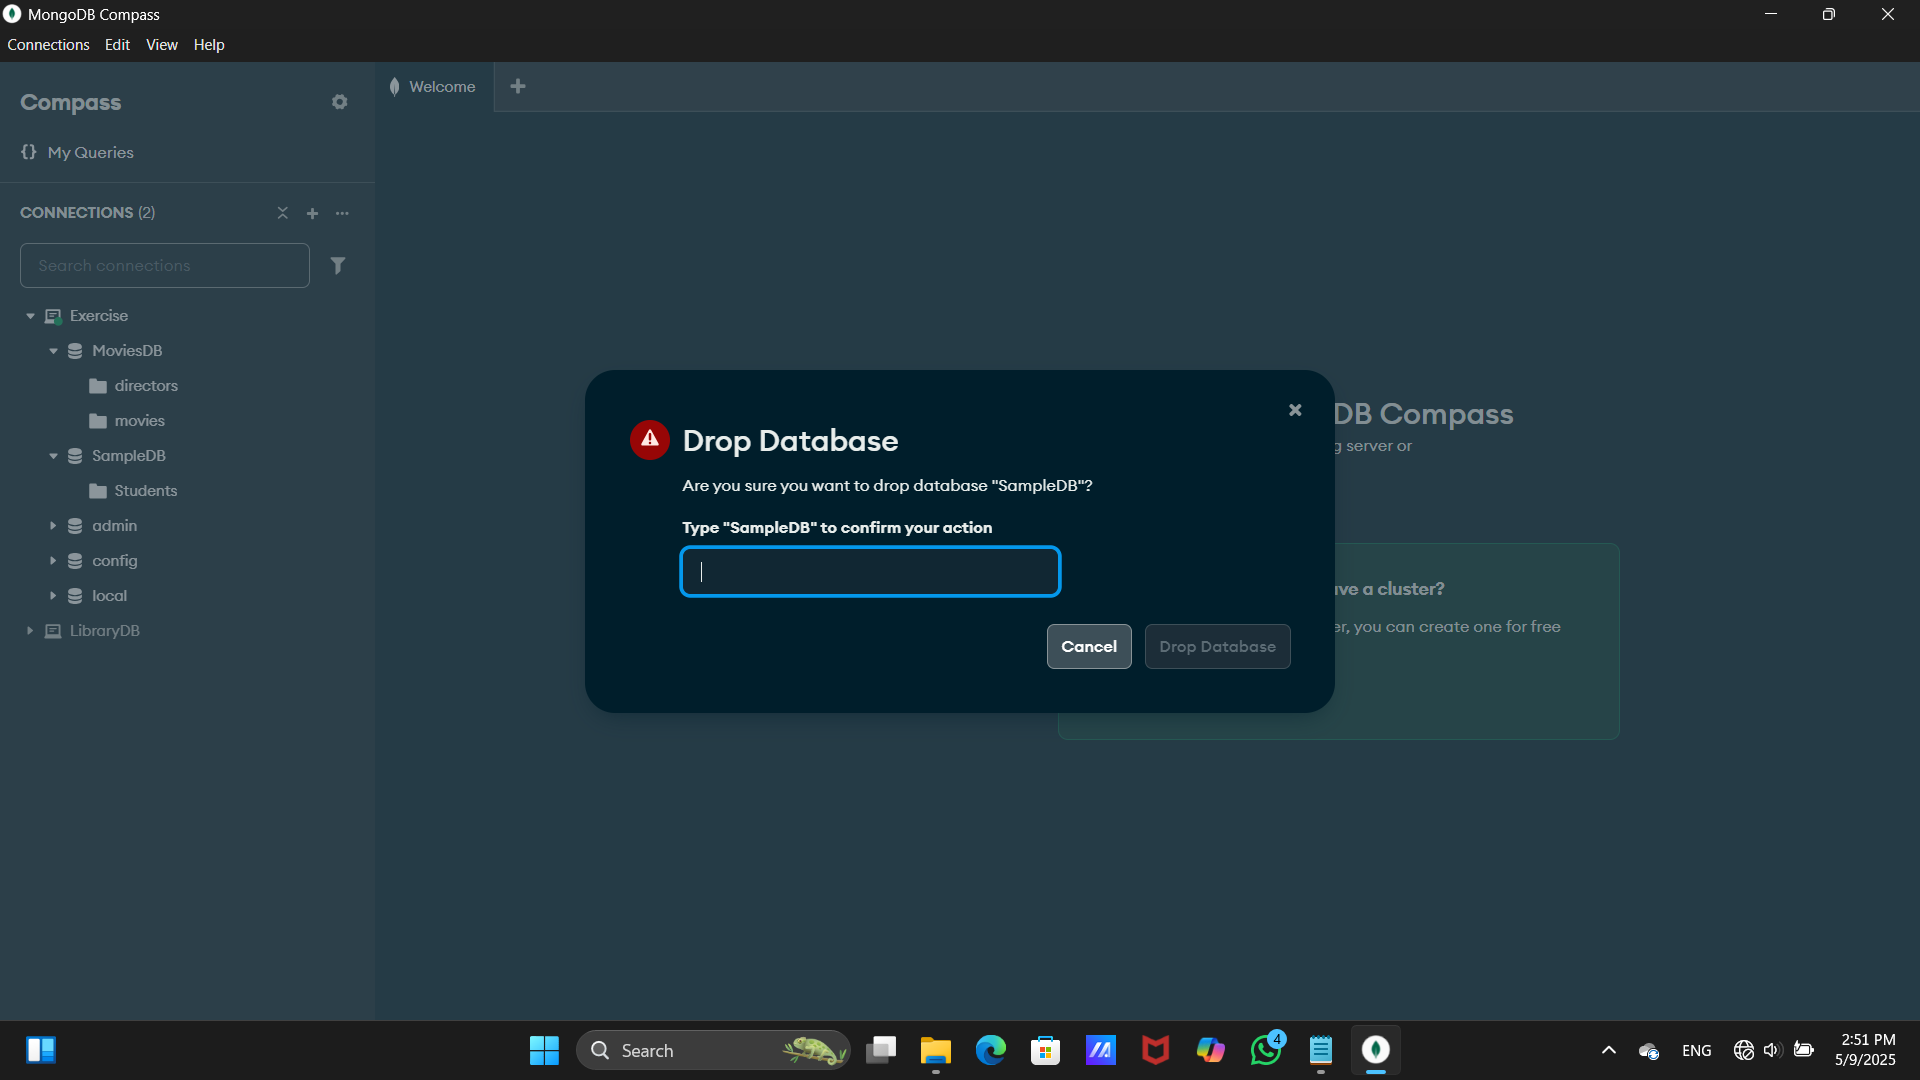 MongoDB Compass
Connections Edit View Help
Compass
Welcome
{} My Queries
CONNECTIONS (2)
Search connections
Exercise
MoviesDB
directors
movies
SampleDB
Students
admin
config
local
LibraryDB
DB Compass
g server or
Drop Database
Are you sure you want to drop database "SampleDB"?
Type "SampleDB" to confirm your action
Cancel
Drop Database
ve a cluster?
er, you can create one for free
Search
4
ENG
2:51 PM
5/9/2025